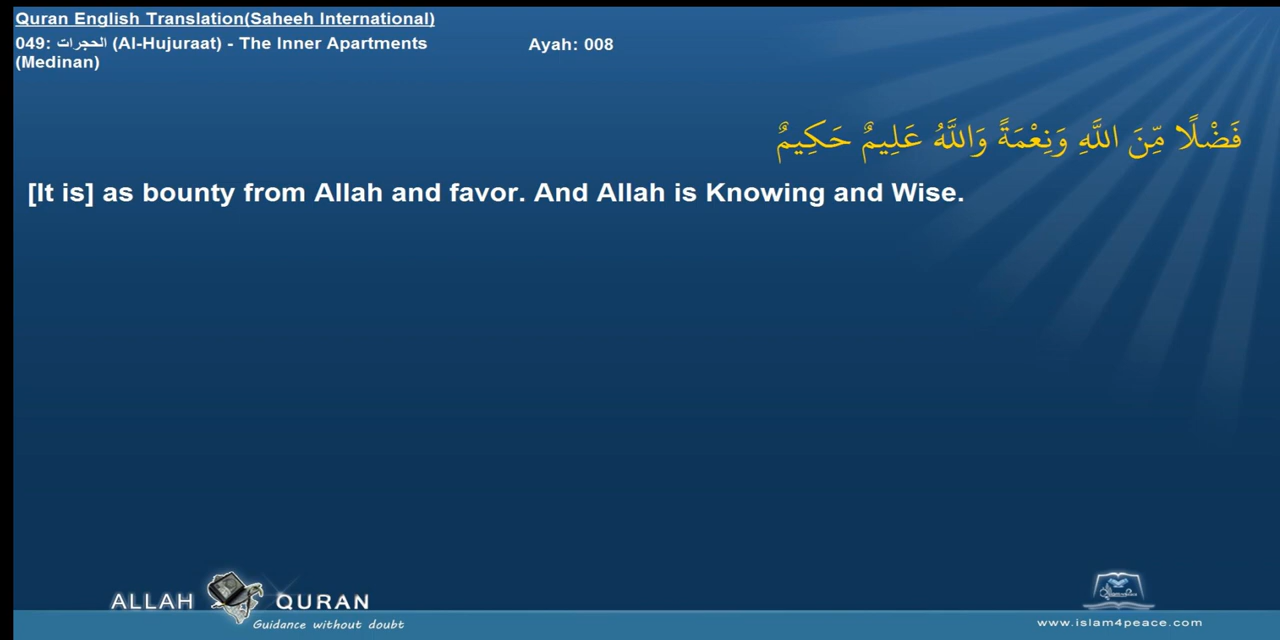 Quran English Translation(Saheeh International)
049: الحجرات (Al-Hujuraat) - The Inner Apartments
(Medinan)
Ayah: 008
فَضْلًا مِّنَ اللَّهِ وَنِعْمَةً وَاللَّهُ عَلِيمٌ حَكِيمٌ
[It is] as bounty from Allah and favor. And Allah is Knowing and Wise.
ALLAH QURAN
Guidance without doubt
www.islam4peace.com